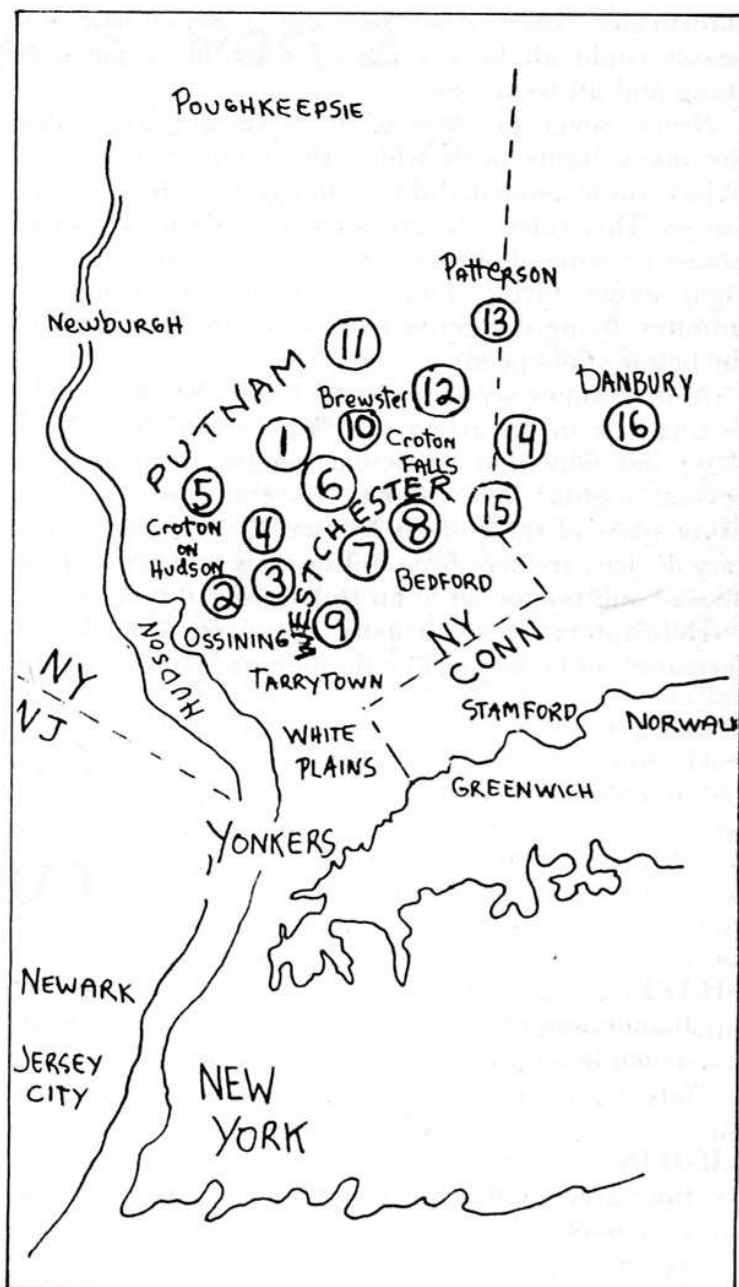 POUGHKEEPSIE
PATTERSON
NEWBURGH
13
11
PUTNAM
12
DANBURY
Brewster
16
10
1
CROTON
FALLS
14
6
5
WESTCHESTER
15
CROTON
ON
HUDSON
4
8
7
3
BEDFORD
2
9
OSSINING
NY
CONN
HUDSON
TARRYTOWN
NY
NJ
STAMFORD
NORWALK
WHITE
PLAINS
GREENWICH
YONKERS
NEWARK
JERSEY
CITY
NEW
YORK